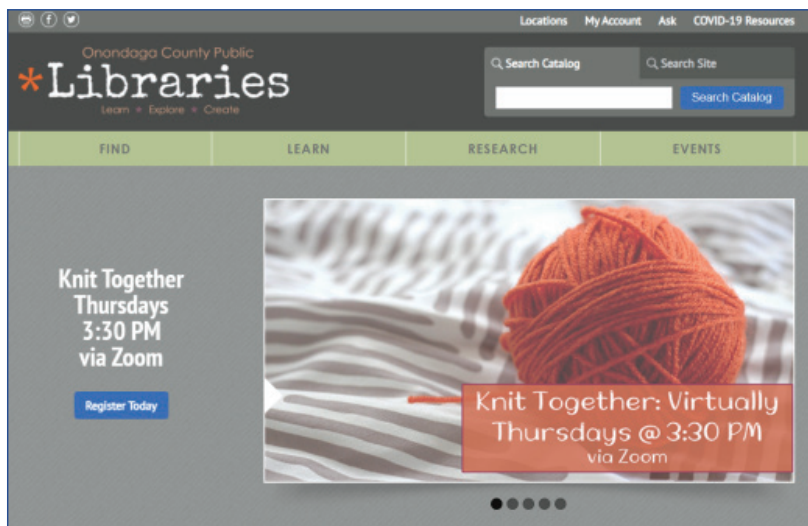 Locations My Account Ask COVID-19 Resources
Onondaga County Public
*Libraries
Learn * Explore * Create
Search Catalog Search Site
Search Catalog
FIND LEARN RESEARCH EVENTS
Knit Together
Thursdays
3:30 PM
via Zoom
Register Today
Knit Together: Virtually
Thursdays @ 3:30 PM
via Zoom